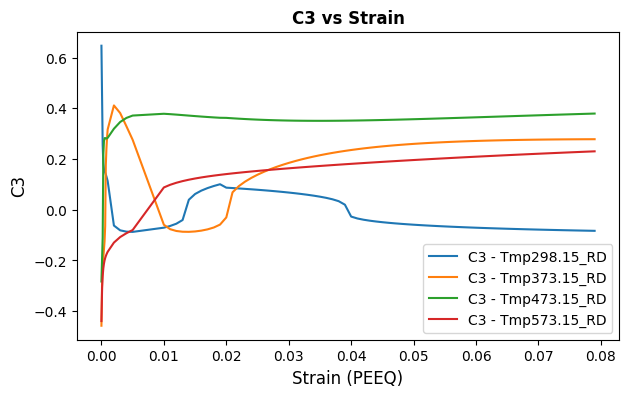 C3 vs Strain
C3
0.6
0.4
0.2
0.0
−0.2
−0.4
0.00 0.01 0.02 0.03 0.04 0.05 0.06 0.07 0.08
Strain (PEEQ)
C3 - Tmp298.15_RD
C3 - Tmp373.15_RD
C3 - Tmp473.15_RD
C3 - Tmp573.15_RD